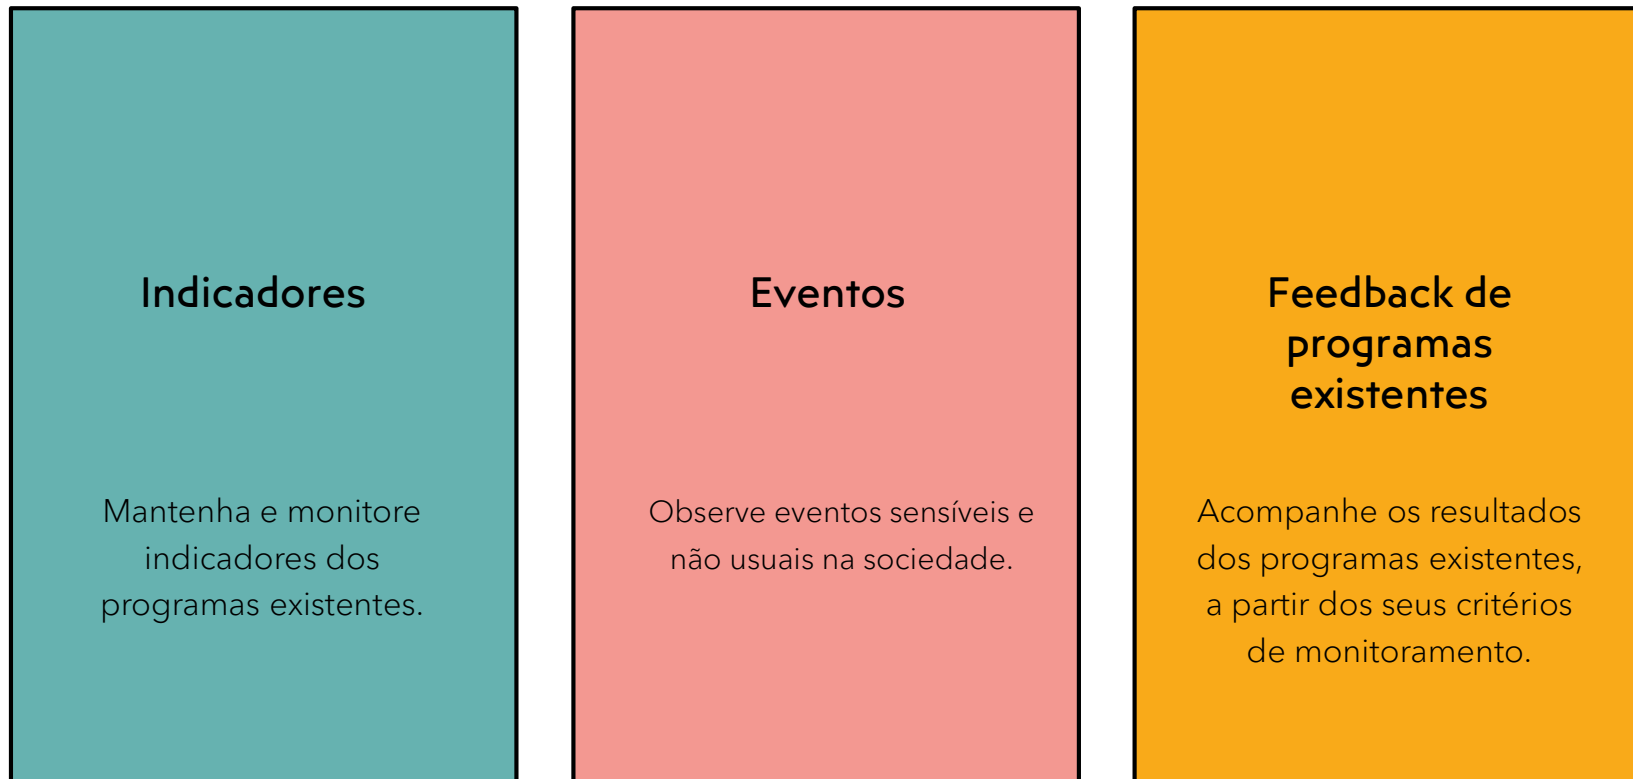 Indicadores
Mantenha e monitore
indicadores dos
programas existentes.
Eventos
Observe eventos sensíveis e
não usuais na sociedade.
Feedback de
programas
existentes
Acompanhe os resultados
dos programas existentes,
a partir dos seus critérios
de monitoramento.